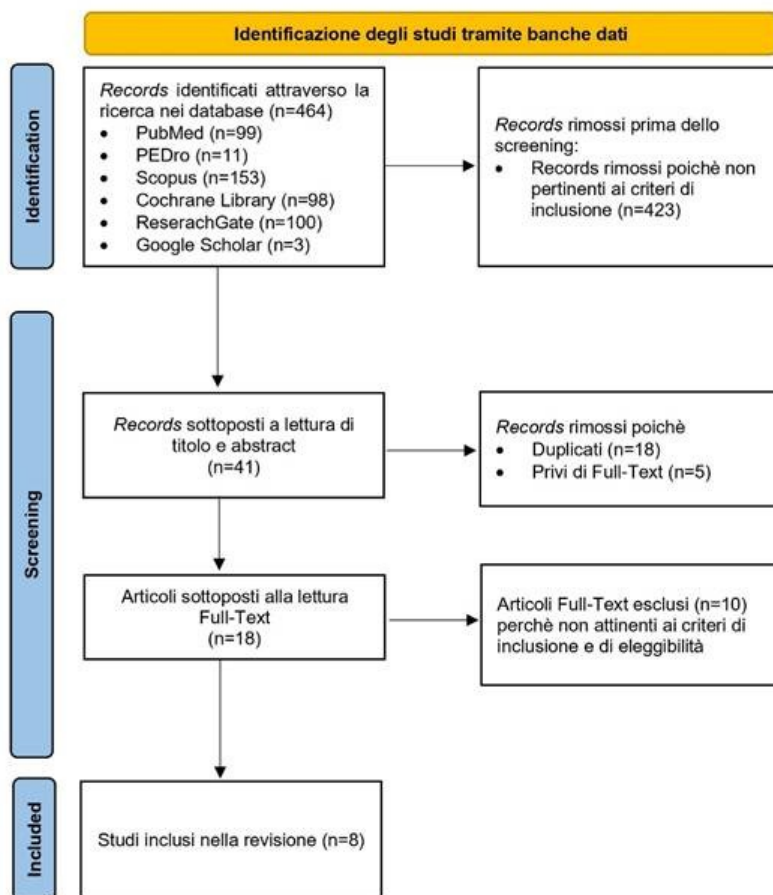 Identificazione degli studi tramite banche dati
Identification
Records identificati attraverso la
ricerca nei database (n=464)
• PubMed (n=99)
• PEDro (n=11)
• Scopus (n=153)
• Cochrane Library (n=98)
• ReserachGate (n=100)
• Google Scholar (n=3)
Records rimossi prima dello
screening:
• Records rimossi poichè non
pertinenti ai criteri di
inclusione (n=423)
Screening
Records sottoposti a lettura di
titolo e abstract
(n=41)
Records rimossi poichè
• Duplicati (n=18)
• Privi di Full-Text (n=5)
Articoli sottoposti alla lettura
Full-Text
(n=18)
Articoli Full-Text esclusi (n=10)
perchè non attinenti ai criteri di
inclusione e di eleggibilità
Included
Studi inclusi nella revisione (n=8)